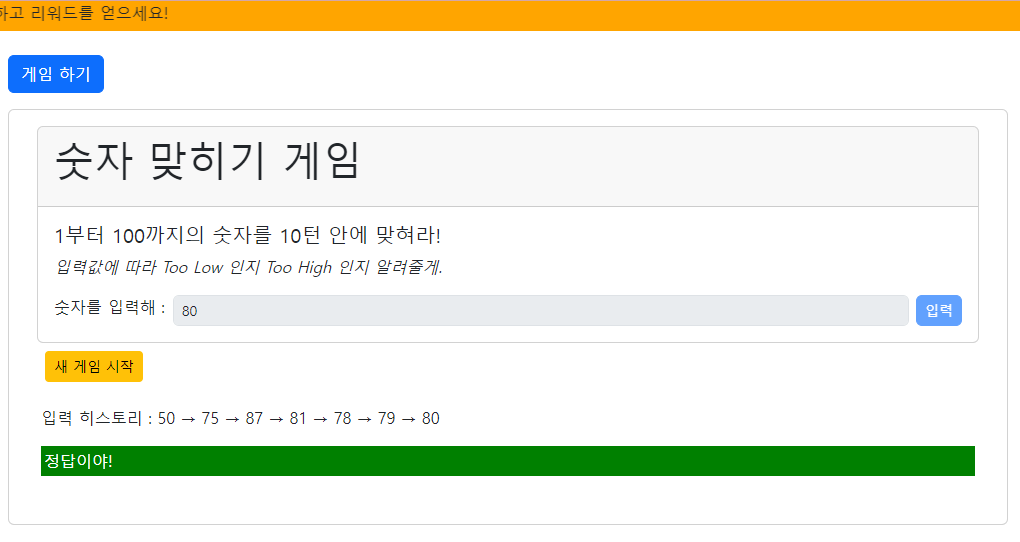 하고 리워드를 얻으세요!
게임 하기
숫자 맞히기 게임
1부터 100까지의 숫자를 10턴 안에 맞혀라!
입력값에 따라 Too Low 인지 Too High 인지 알려줄게.
숫자를 입력해 : 80 입력
새 게임 시작
입력 히스토리 : 50 → 75 → 87 → 81 → 78 → 79 → 80
정답이야!